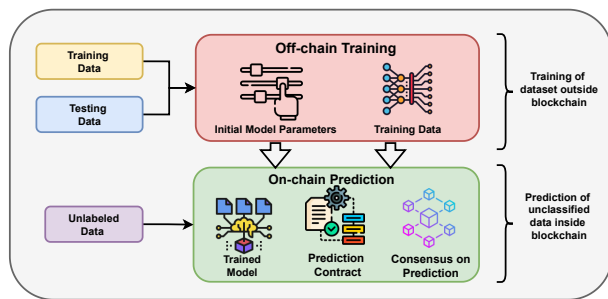 Off-chain Training
Training
Data
Testing
Data
Initial Model Parameters
Training Data
Training of
dataset outside
blockchain
On-chain Prediction
Unlabeled
Data
Trained
Model
Prediction
Contract
Consensus on
Prediction
Prediction of
unclassified
data inside
blockchain